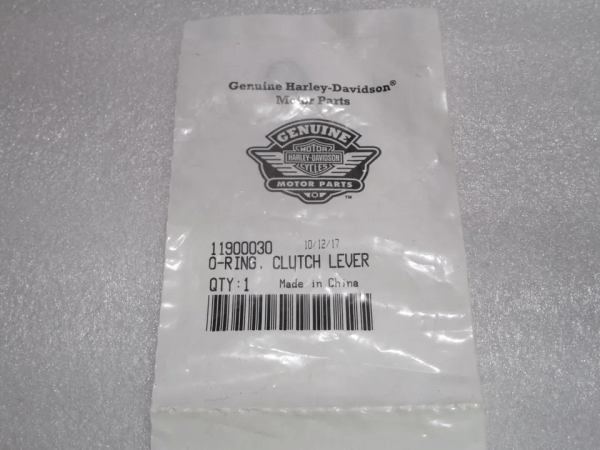 Genuine Harley-Davidson®
Motor Parts
GENUINE
MOTOR
HARLEY-DAVIDSON
CYCLES
MOTOR PARTS
™
11900030 10/12/17
O-RING, CLUTCH LEVER
QTY:1 Made in China